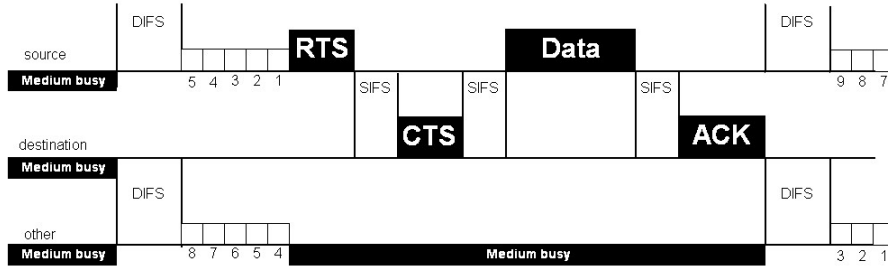 DIFS DIFS
source RTS Data
Medium busy 5 4 3 2 1 SIFS SIFS SIFS 9 8 7
CTS ACK
destination
Medium busy
DIFS DIFS
other
Medium busy 8 7 6 5 4 Medium busy 3 2 1